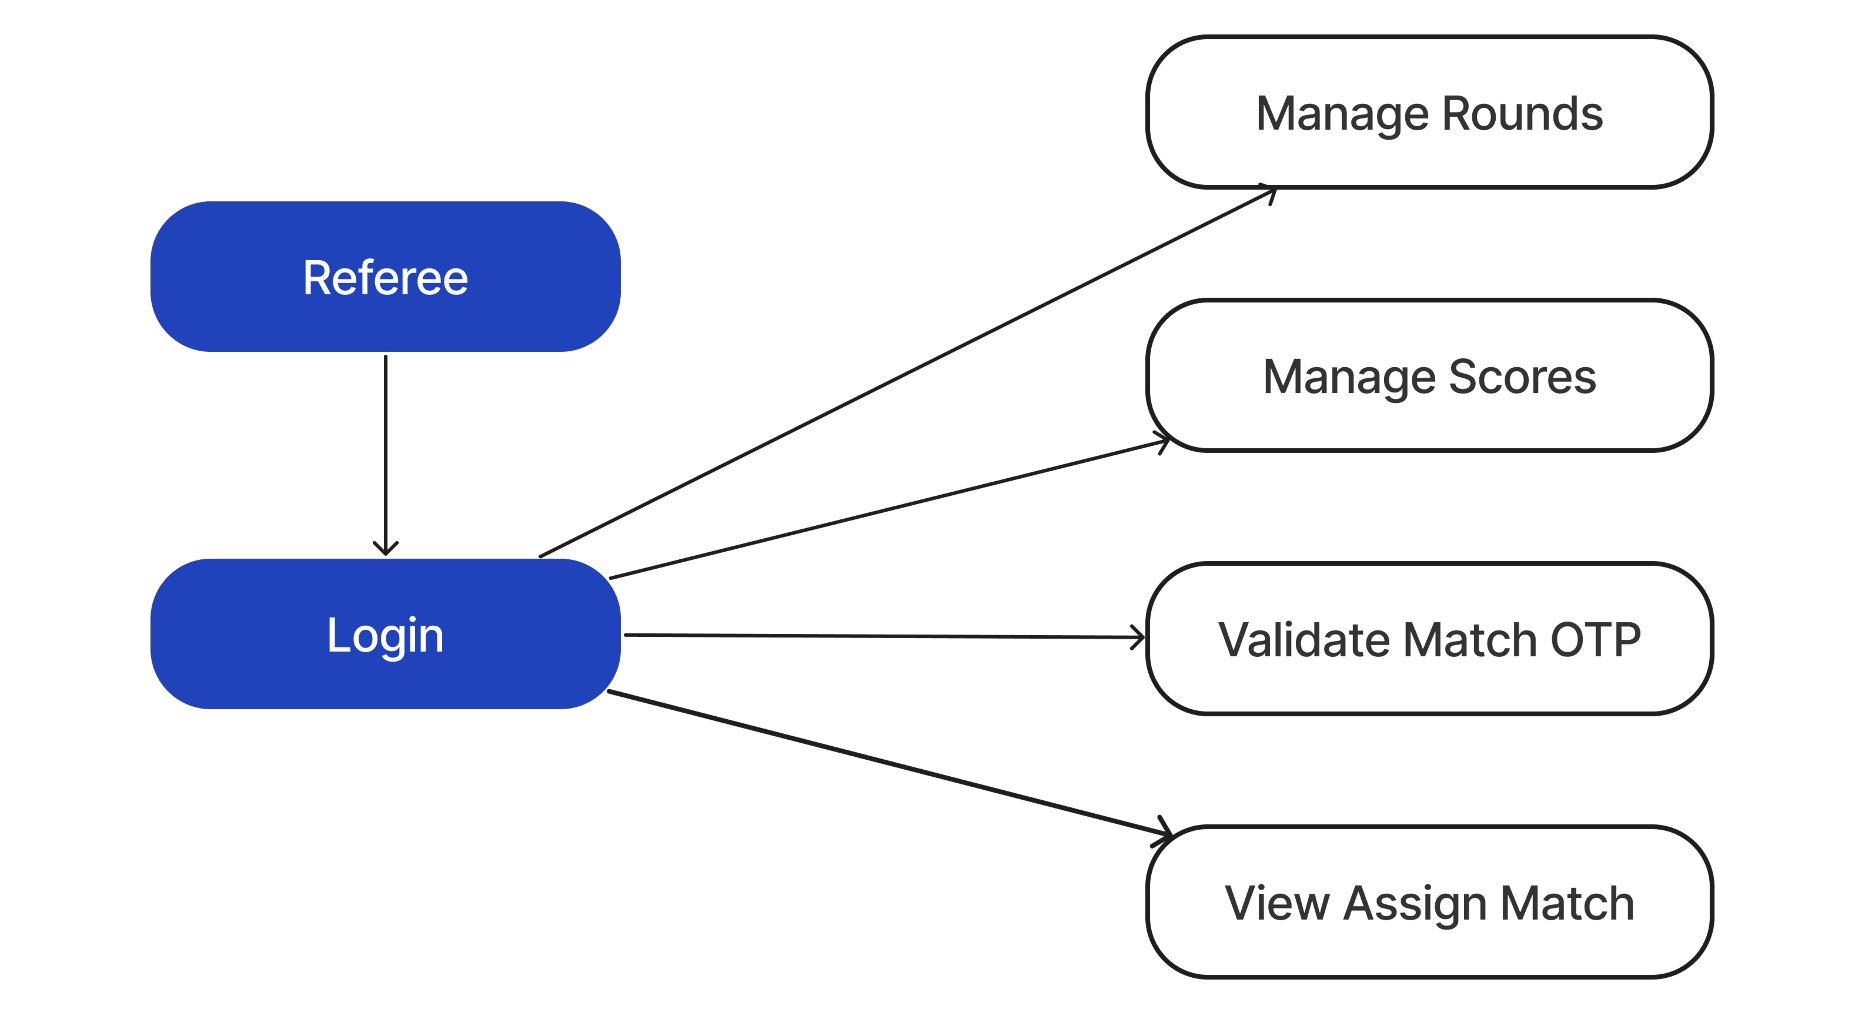 Referee
Login
Manage Rounds
Manage Scores
Validate Match OTP
View Assign Match